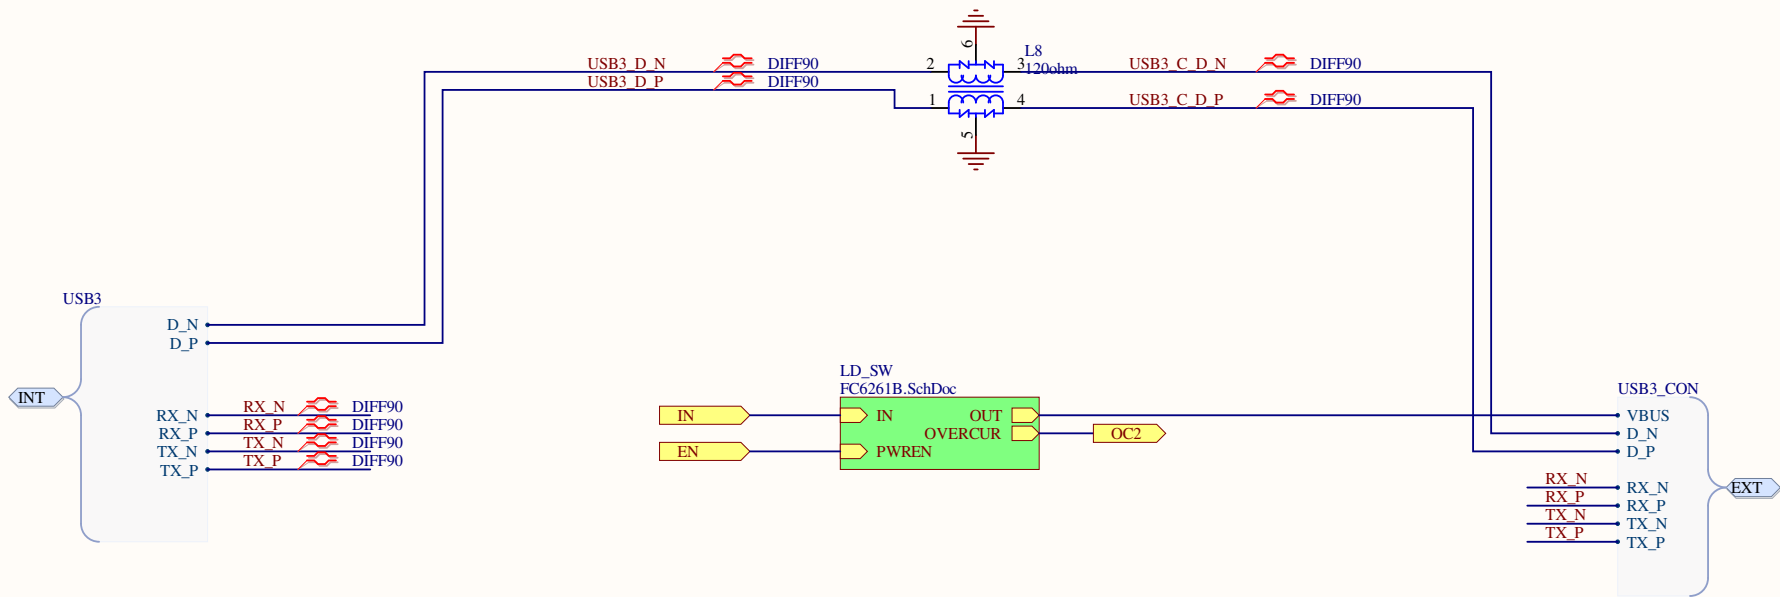 6
L8
USB3_D_N DIFF90 2 3 120ohm USB3_C_D_N DIFF90
USB3_D_P DIFF90
1 4 USB3_C_D_P DIFF90
5
USB3
D_N
D_P
INT
RX_N RX_N DIFF90
RX_P RX_P DIFF90
TX_N TX_N DIFF90
TX_P TX_P DIFF90
LD_SW
FC6261B.SchDoc
IN IN OUT
OVERCUR OC2
EN PWREN
USB3_CON
VBUS
D_N
D_P
RX_N RX_N
RX_P RX_P
TX_N TX_N
TX_P TX_P
EXT